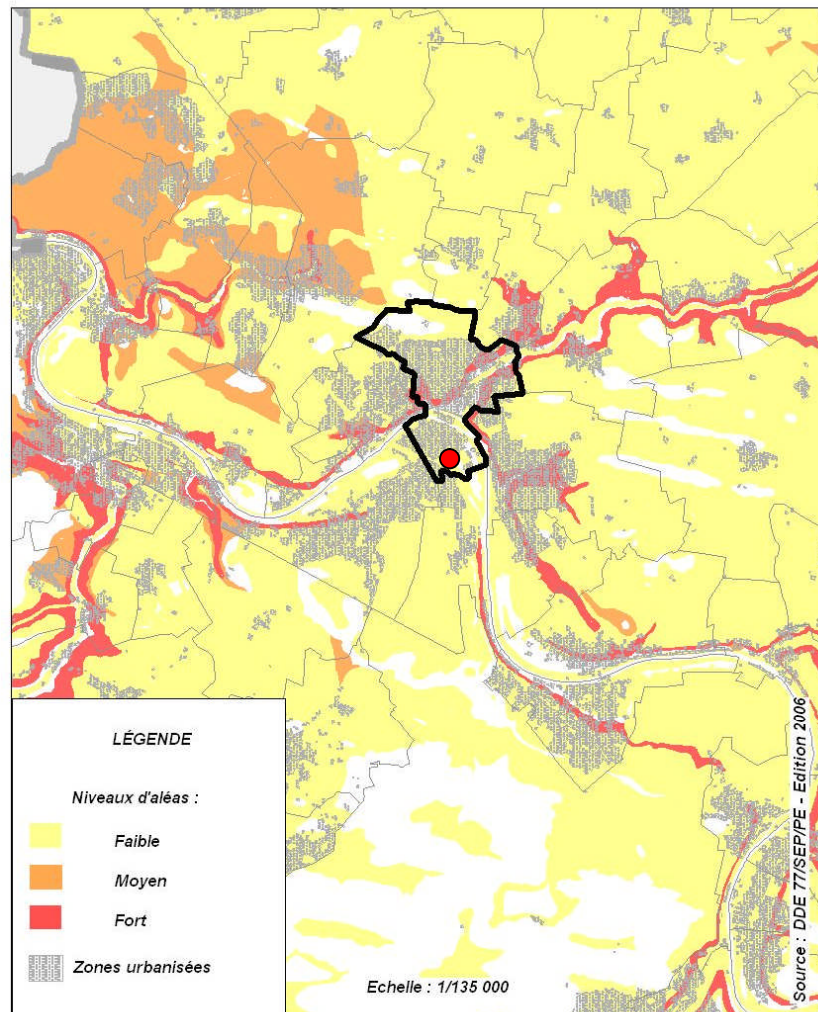 LÉGENDE
Niveaux d'aléas :
Faible
Moyen
Fort
Zones urbanisées
Echelle : 1/135 000
Source : DDE 77/SEP/PE - Edition 2006